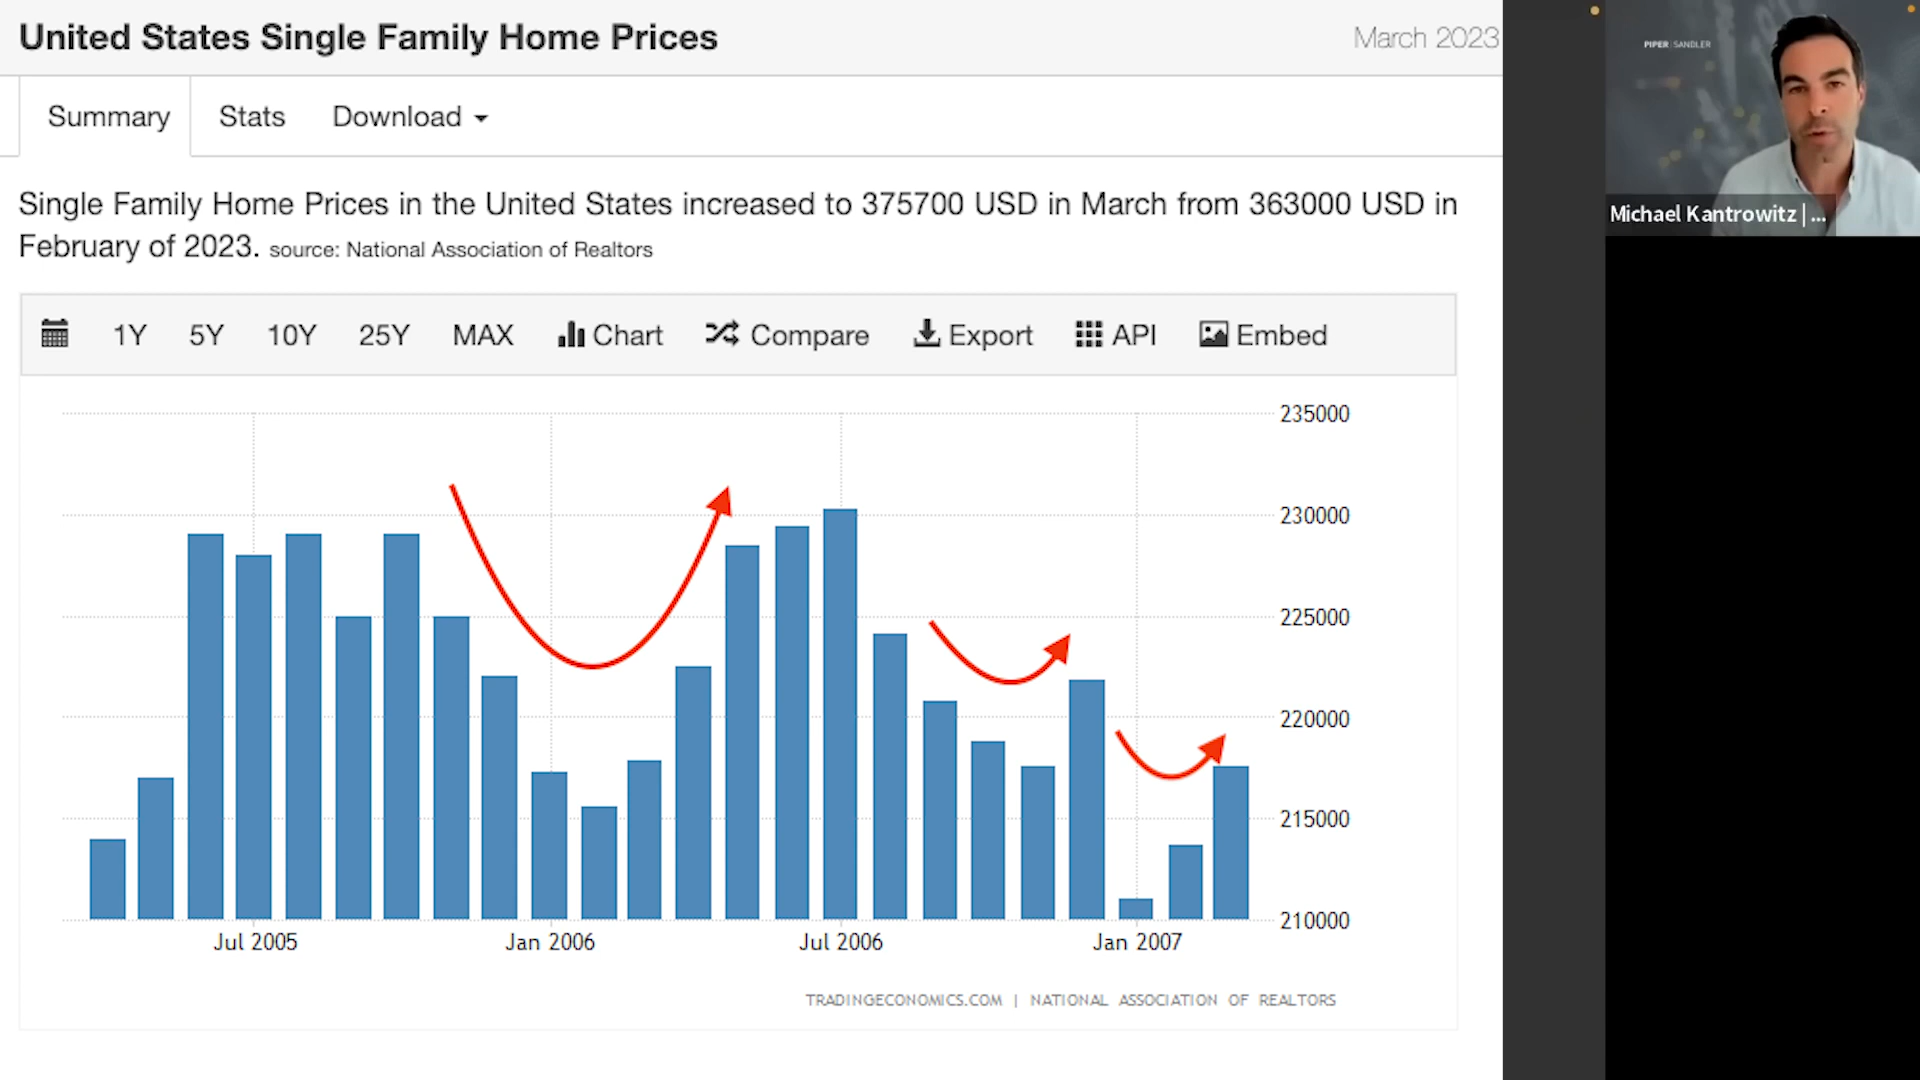 United States Single Family Home Prices
March 2023
Summary
Stats
Download
Single Family Home Prices in the United States increased to 375700 USD in March from 363000 USD in
February of 2023. source: National Association of Realtors
1Y
5Y
10Y
25Y
MAX
Chart
Compare
Export
API
Embed
235000
230000
225000
220000
215000
210000
Jul 2005
Jan 2006
Jul 2006
Jan 2007
TRADINGECONOMICS.COM | NATIONAL ASSOCIATION OF REALTORS
PIPER | SANDLER
Michael Kantrowitz | ...